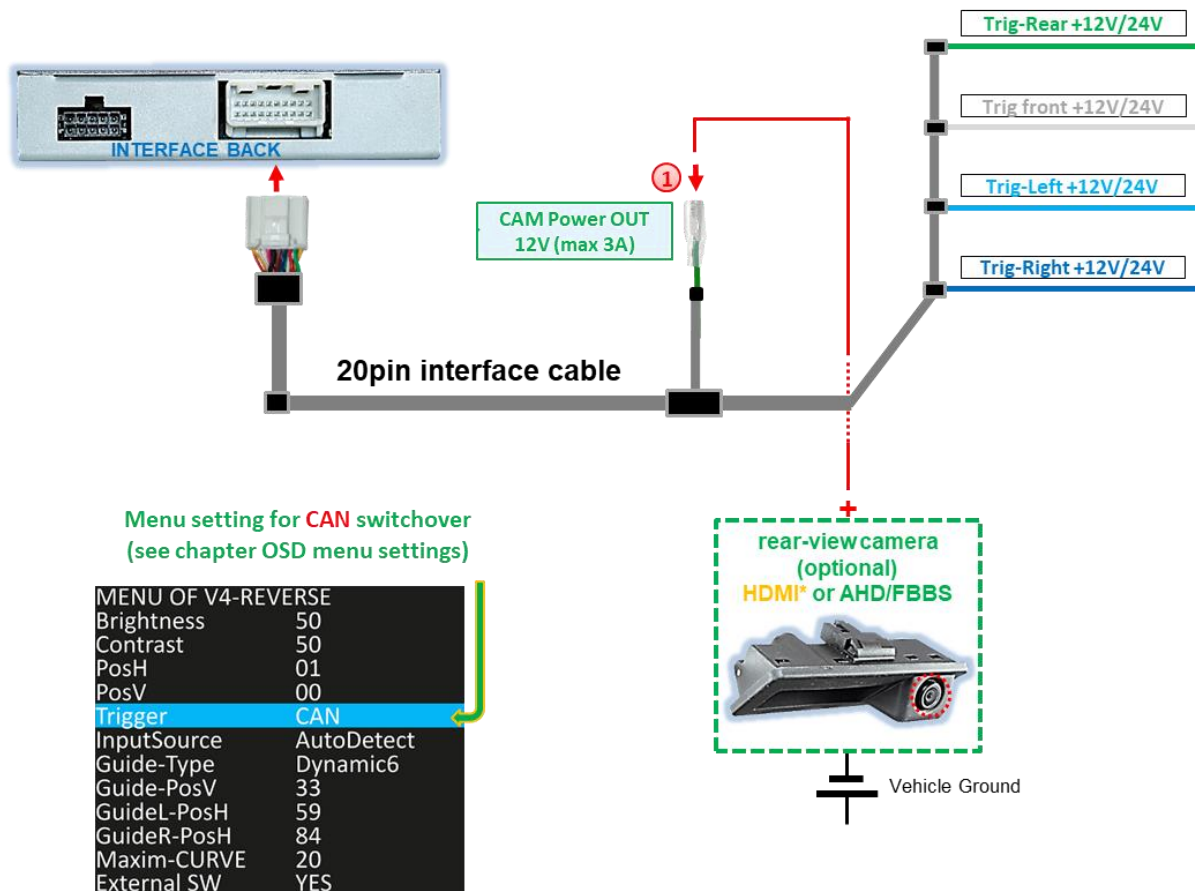 Trig-Rear +12V/24V
Trig front +12V/24V
Trig-Left +12V/24V
Trig-Right +12V/24V
INTERFACE BACK
1
CAM Power OUT
12V (max 3A)
20pin interface cable
+
rear-view camera
(optional)
HDMI* or AHD/FBBS
Vehicle Ground
Menu setting for CAN switchover
(see chapter OSD menu settings)
MENU OF V4-REVERSE
Brightness 50
Contrast 50
PosH 01
PosV 00
Trigger CAN
InputSource AutoDetect
Guide-Type Dynamic6
Guide-PosV 33
GuideL-PosH 59
GuideR-PosH 84
Maxim-CURVE 20
External SW YES